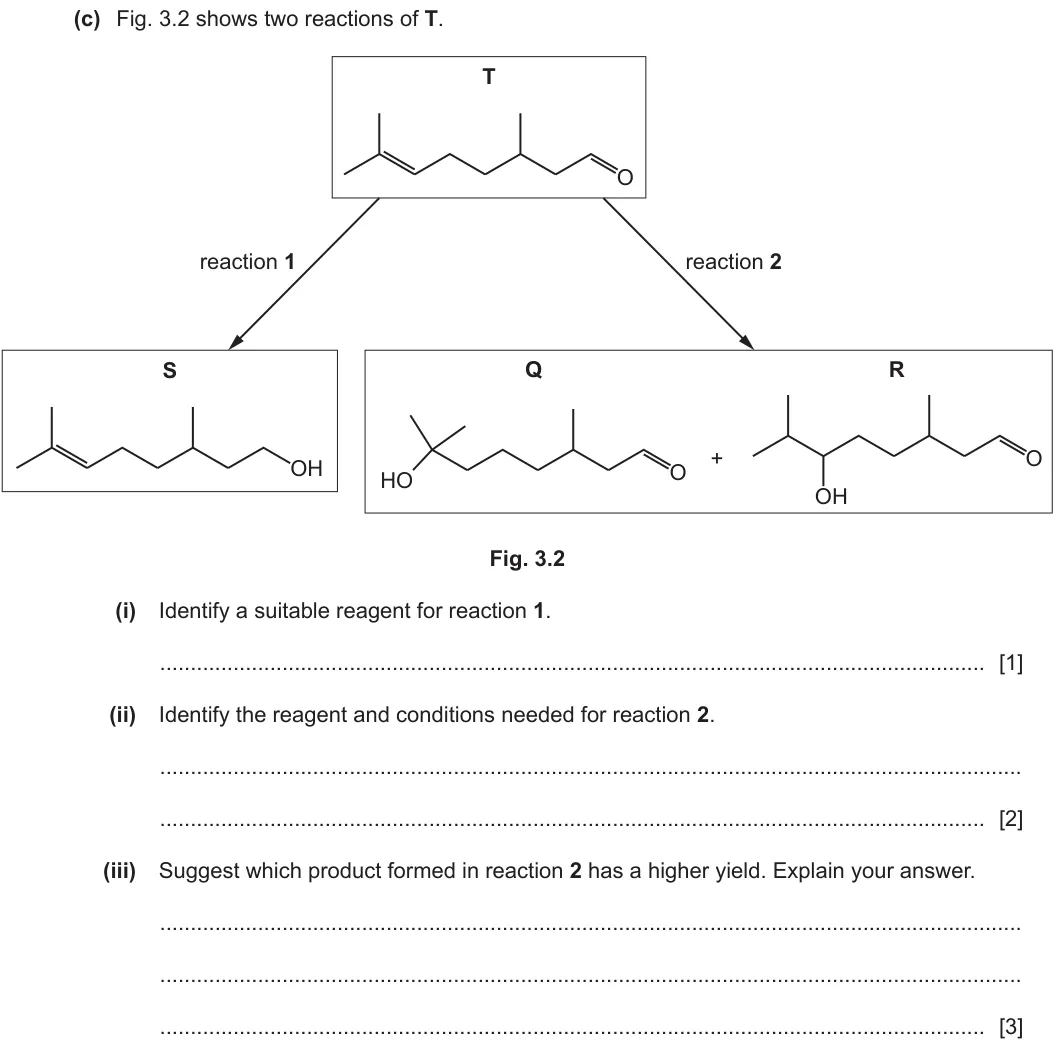 (c) Fig. 3.2 shows two reactions of T.
T
O
reaction 1
reaction 2
S
Q
R
OH
HO
O
+
OH
O
Fig. 3.2
(i) Identify a suitable reagent for reaction 1.
.......................................................................................................................................... [1]
(ii) Identify the reagent and conditions needed for reaction 2.
................................................................................................................................................
.......................................................................................................................................... [2]
(iii) Suggest which product formed in reaction 2 has a higher yield. Explain your answer.
................................................................................................................................................
................................................................................................................................................
.......................................................................................................................................... [3]